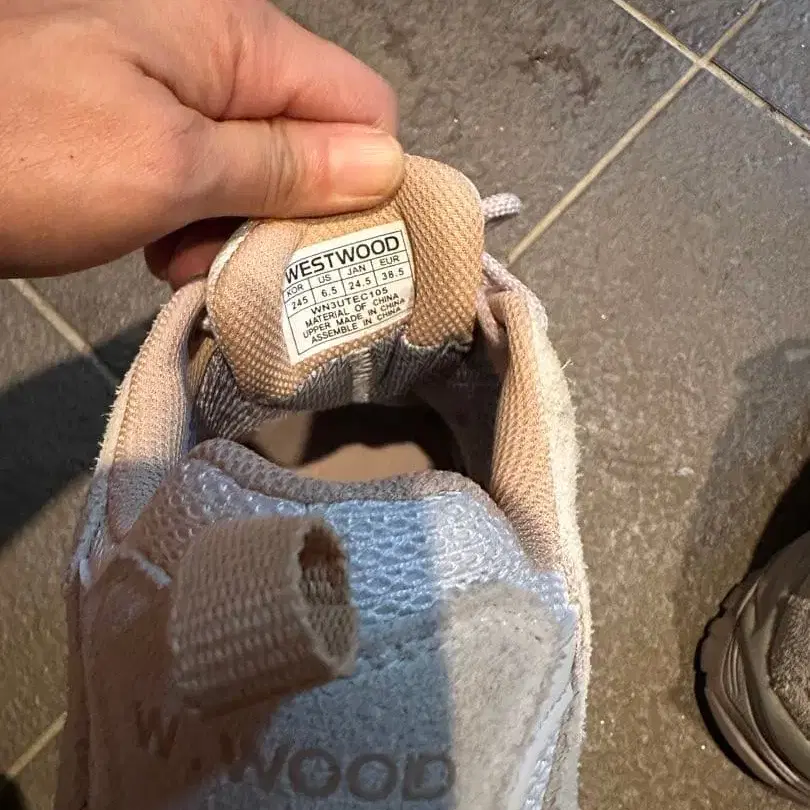 WESTWOOD
KOR US JAN EUR
245 6.5 24.5 38.5
WN3UTEC105
MATERIAL OF CHINA
UPPER MADE IN CHINA
ASSEMBLE IN CHINA
W.WOOD